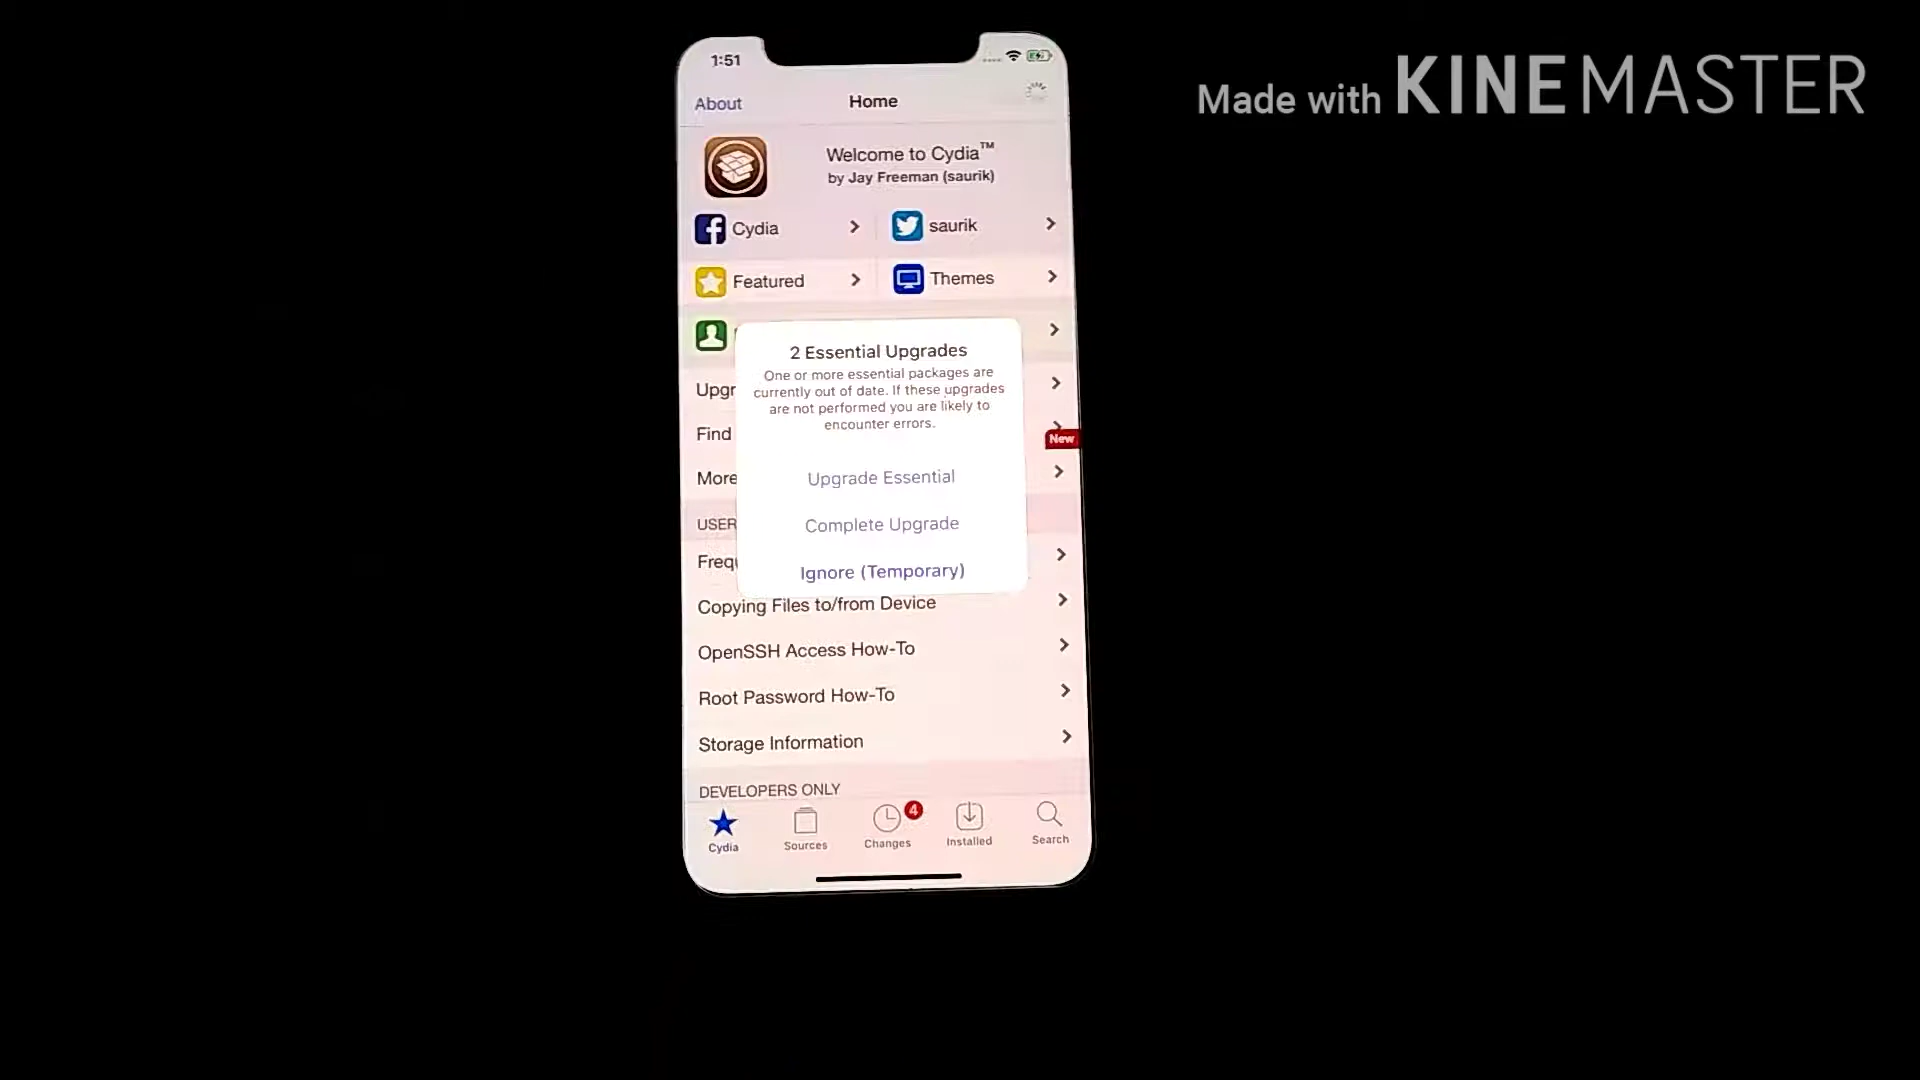 1:51
Made with KINEMASTER
About
Home
Welcome to Cydia™
by Jay Freeman (saurik)
Cydia
saurik
Featured
Themes
2 Essential Upgrades
One or more essential packages are
currently out of date. If these upgrades
are not performed you are likely to
encounter errors.
Upgr
Find
New
More
Upgrade Essential
USER
Complete Upgrade
Frequ
Ignore (Temporary)
Copying Files to/from Device
OpenSSH Access How-To
Root Password How-To
Storage Information
DEVELOPERS ONLY
4
Cydia
Sources
Changes
Installed
Search